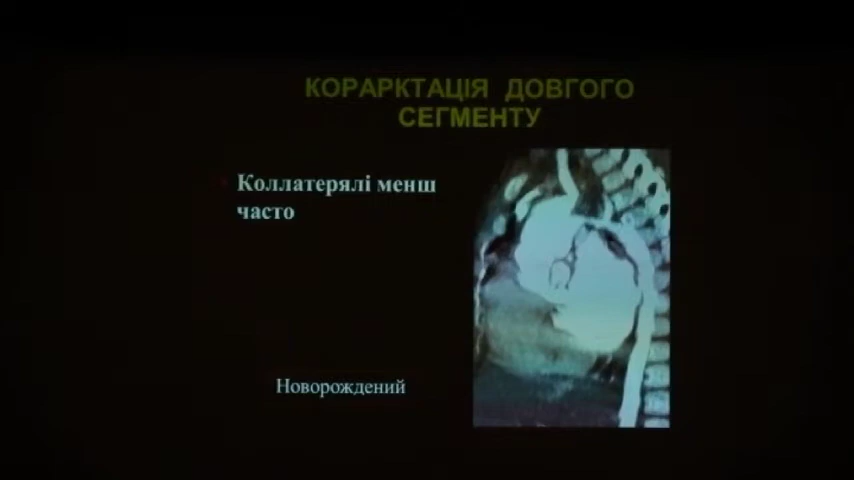 КОРАРКТАЦІЯ ДОВГОГО
СЕГМЕНТУ
Коллатерялі менш
часто
Новорождений